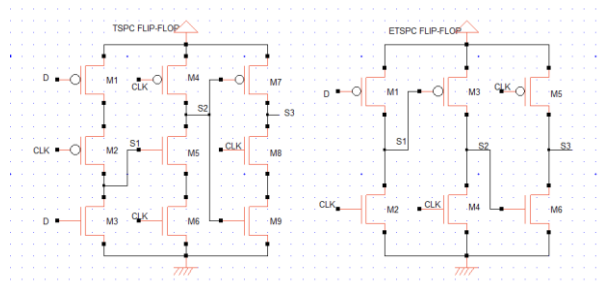 TSPC FLIP-FLOP
ETSPC FLIP-FLOP
D M1 CLK M4 M7
S2 S3
CLK M2 S1 M5 CLK M8
D M3 CLK M6 M9
D M1 M3 CLK M5
S1 S2 S3
CLK M2 CLK M4 M6